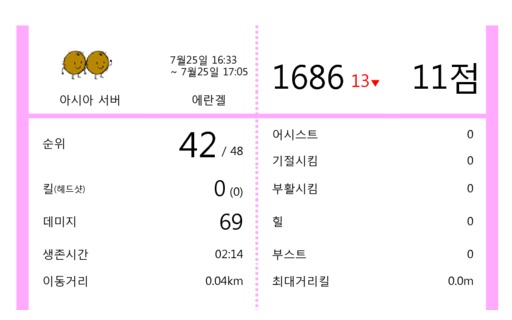 7월25일 16:33
~ 7월25일 17:05
아시아 서버
에란겔
1686 13▼
11점
순위 42 / 48
킬(헤드샷) 0 (0)
데미지 69
생존시간 02:14
이동거리 0.04km
어시스트 0
기절시킴 0
부활시킴 0
힐 0
부스트 0
최대거리킬 0.0m